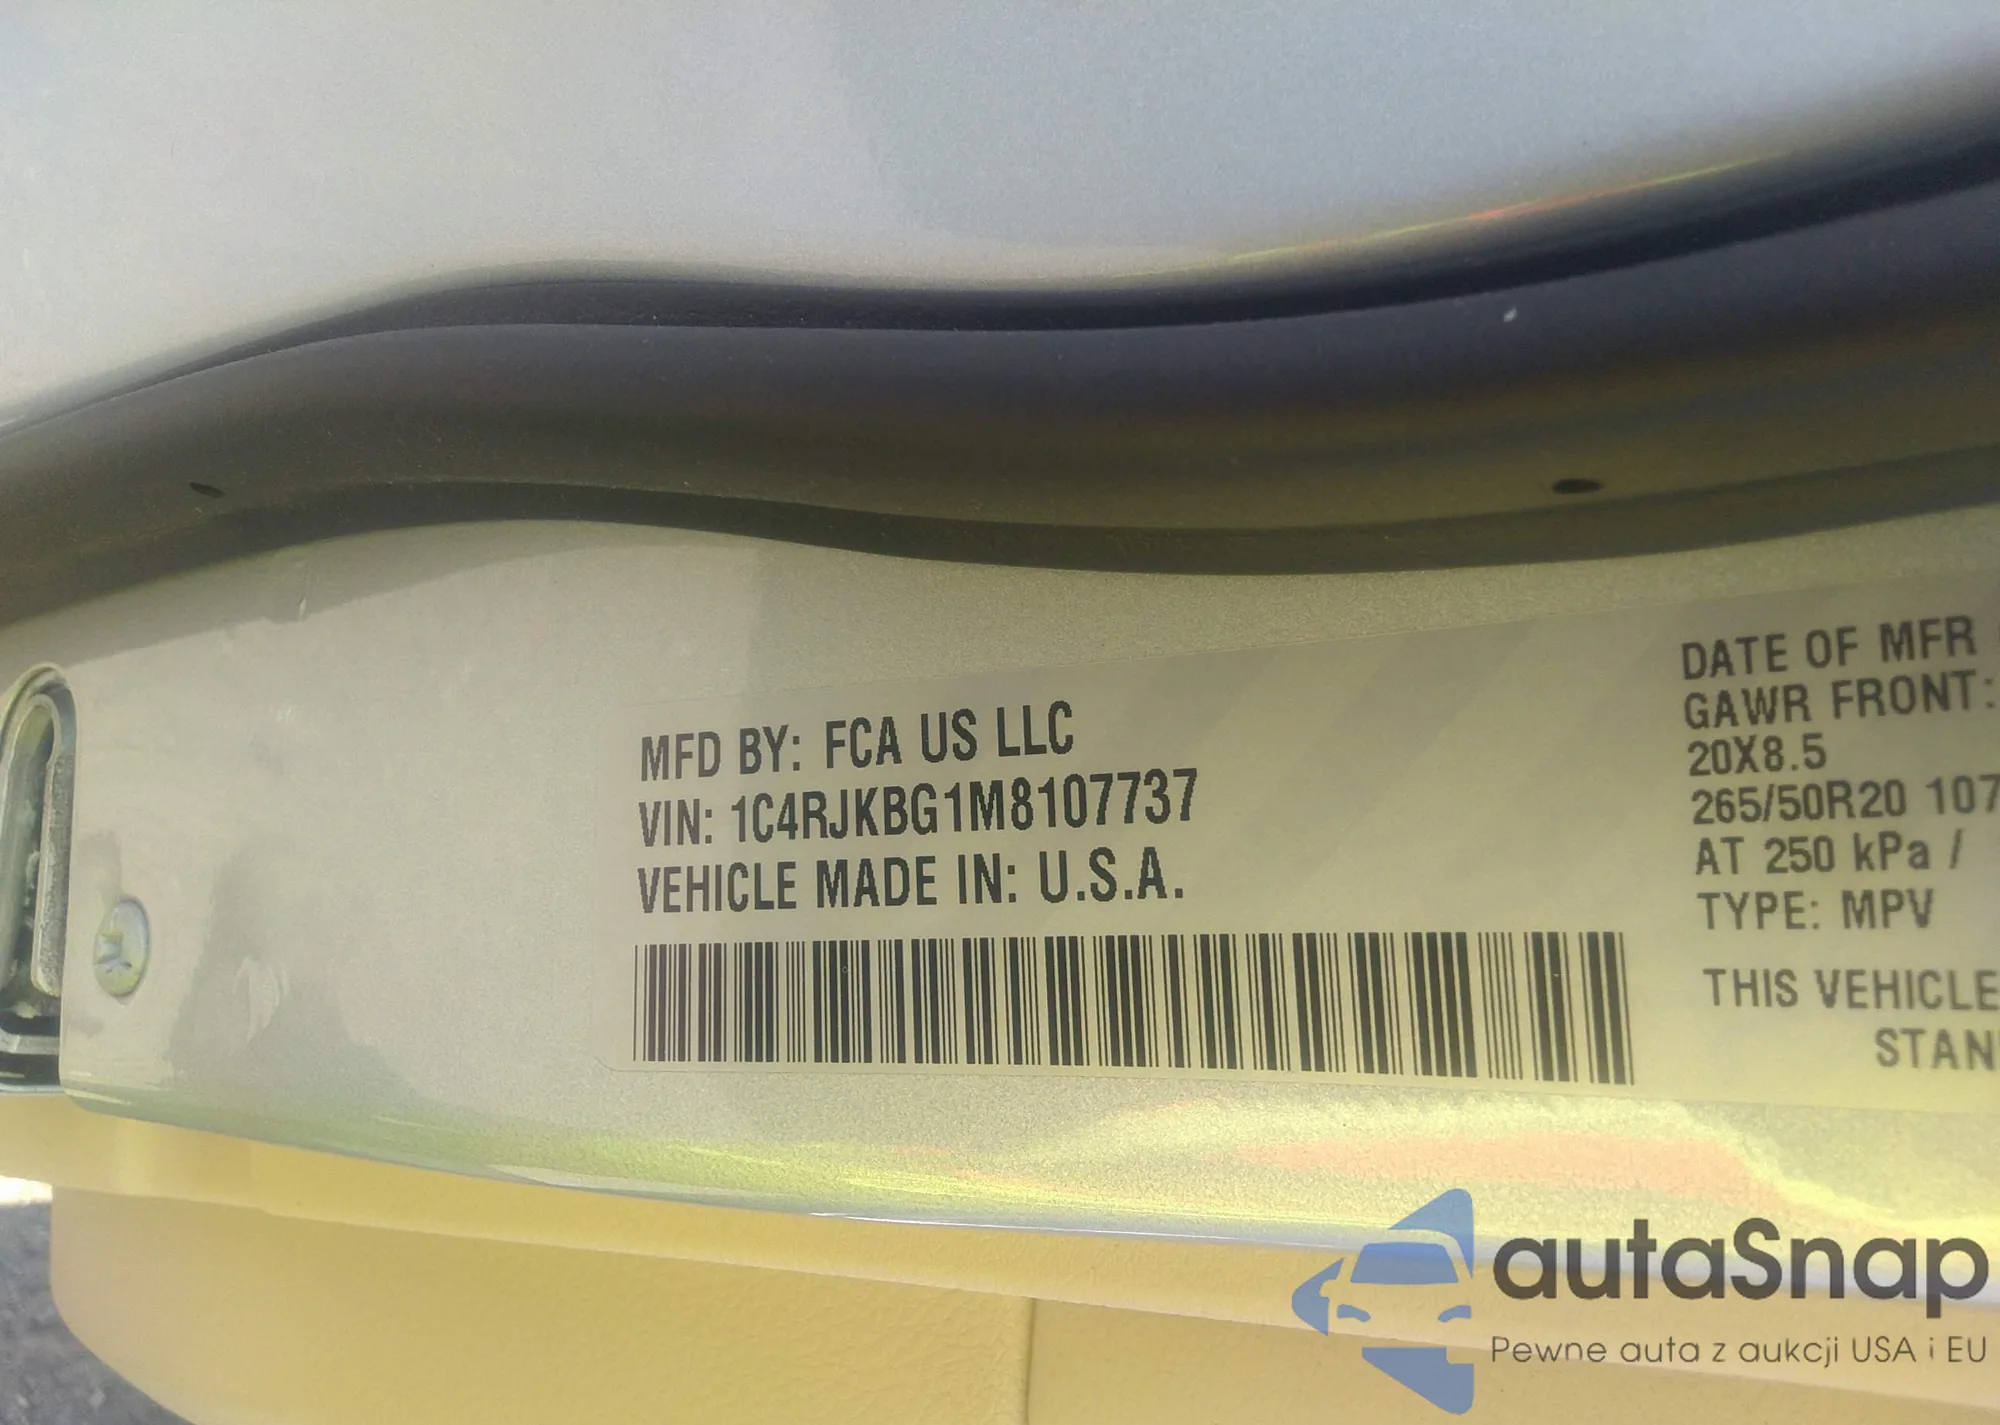 MFD BY: FCA US LLC
VIN: 1C4RJKBG1M8107737
VEHICLE MADE IN: U.S.A.
DATE OF MFR
GAWR FRONT:
20X8.5
265/50R20 107
AT 250 kPa /
TYPE: MPV
THIS VEHICLE
STAN
autaSnap
Pewne auta z aukcji USA i EU